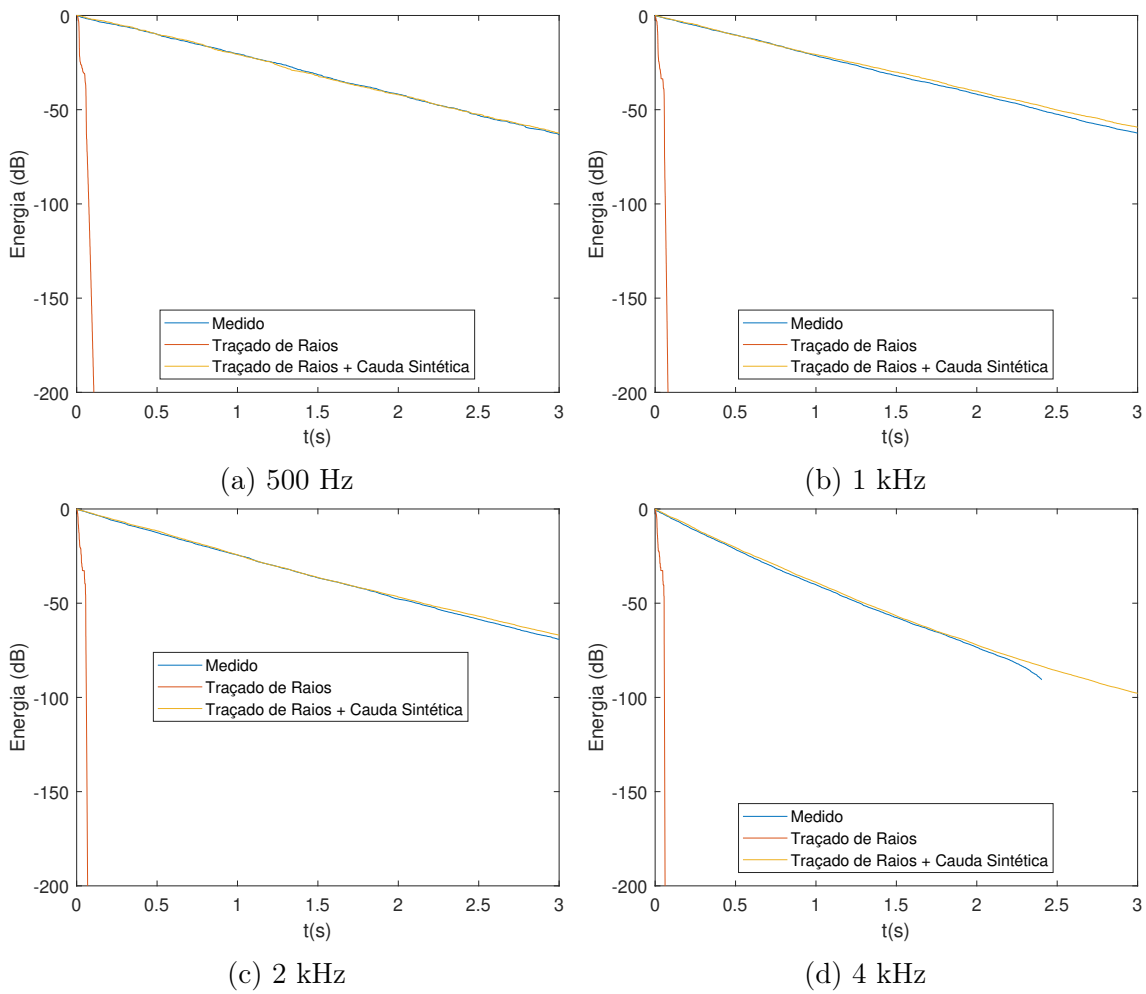 0
-50
-100
-150
-200
Energia (dB)
Medido
Traçado de Raios
Traçado de Raios + Cauda Sintética
0 0.5 1 1.5 2 2.5 3
t(s)
(a) 500 Hz
0
-50
-100
-150
-200
Energia (dB)
Medido
Traçado de Raios
Traçado de Raios + Cauda Sintética
0 0.5 1 1.5 2 2.5 3
t(s)
(b) 1 kHz
0
-50
-100
-150
-200
Energia (dB)
Medido
Traçado de Raios
Traçado de Raios + Cauda Sintética
0 0.5 1 1.5 2 2.5 3
t(s)
(c) 2 kHz
0
-50
-100
-150
-200
Energia (dB)
Medido
Traçado de Raios
Traçado de Raios + Cauda Sintética
0 0.5 1 1.5 2 2.5 3
t(s)
(d) 4 kHz